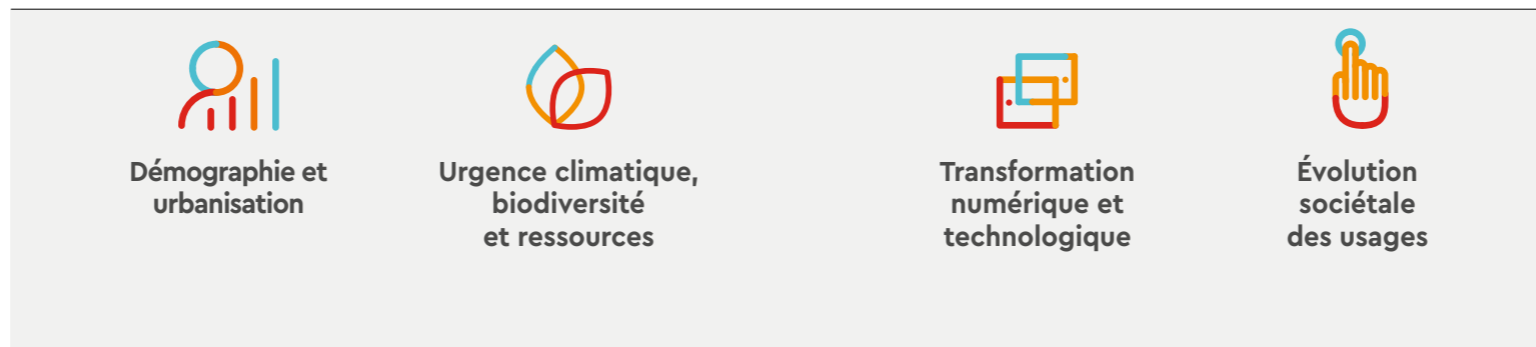 Démographie et
urbanisation
Urgence climatique,
biodiversité
et ressources
Transformation
numérique et
technologique
Évolution
sociétale
des usages